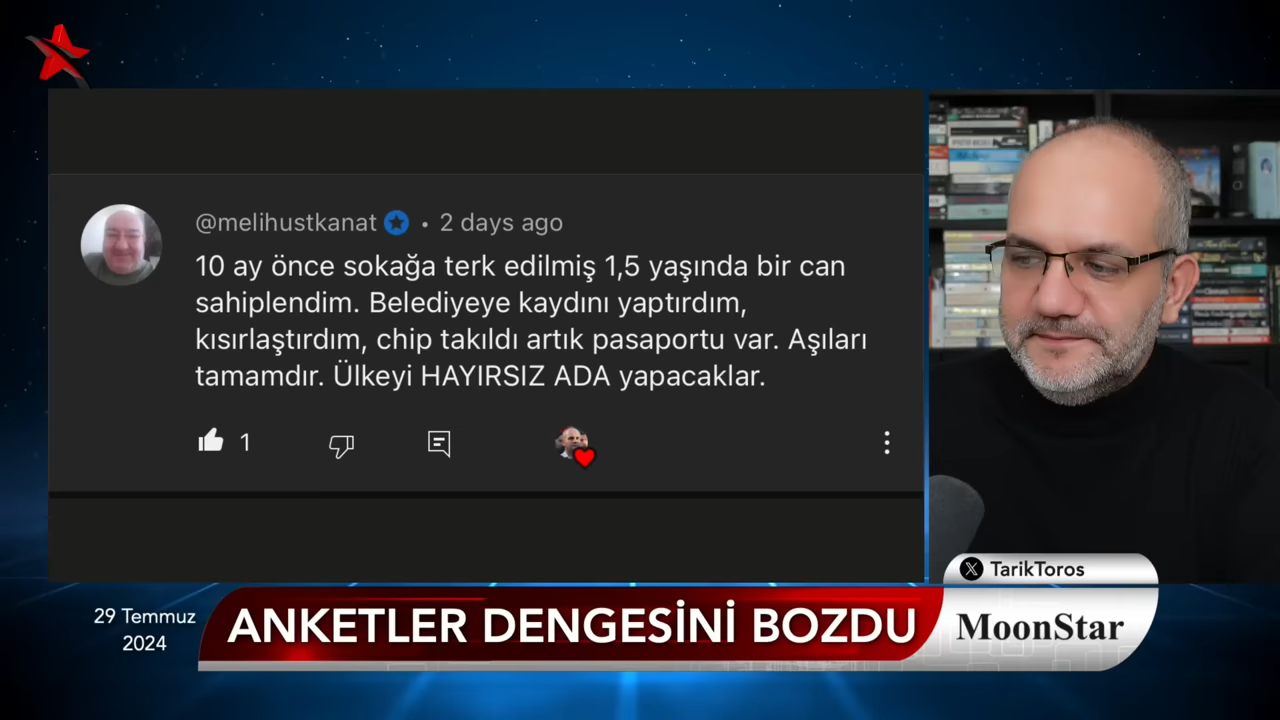 @melihustkanat • 2 days ago
10 ay önce sokağa terk edilmiş 1,5 yaşında bir can
sahiplendim. Belediyeye kaydını yaptırdım,
kısırlaştırdım, chip takıldı artık pasaportu var. Aşıları
tamamdır. Ülkeyi HAYIRSIZ ADA yapacaklar.
1
X TarikToros
29 Temmuz
2024
ANKETLER DENGESİNİ BOZDU
MoonStar